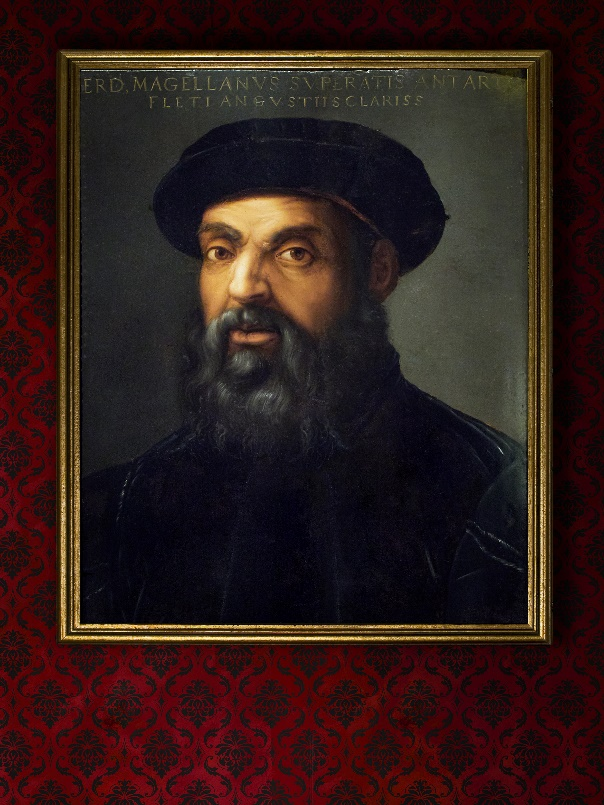 ERD. MAGELLANVS SVPERATIS ANTARC
FLETI ANGVSTIIS CLARISS